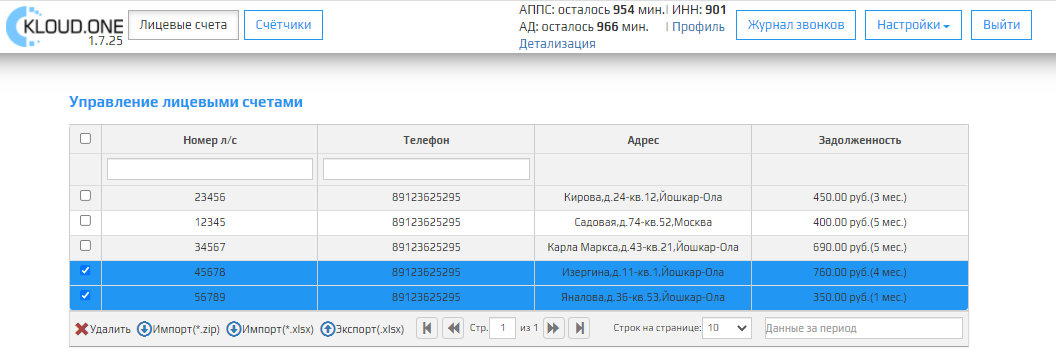 KLOUD.ONE
1.7.25
Лицевые счета
Счётчики
АППС: осталось 954 мин.| ИНН: 901
АД: осталось 966 мин. | Профиль
Детализация
Журнал звонков
Настройки
Выйти
Управление лицевыми счетами
Номер л/с Телефон Адрес Задолженность
23456 89123625295 Кирова,д.24-кв.12,Йошкар-Ола 450.00 руб.(3 мес.)
12345 89123625295 Садовая,д.74-кв.52,Москва 400.00 руб.(5 мес.)
34567 89123625295 Карла Маркса,д.43-кв.21,Йошкар-Ола 690.00 руб.(5 мес.)
45678 89123625295 Изергина,д.11-кв.1,Йошкар-Ола 760.00 руб.(4 мес.)
56789 89123625295 Яналова,д.36-кв.53,Йошкар-Ола 350.00 руб.(1 мес.)
Удалить Импорт(*.zip) Импорт(*.xlsx) Экспорт(.xlsx) Стр. 1 из 1 Строк на странице: 10 Данные за период